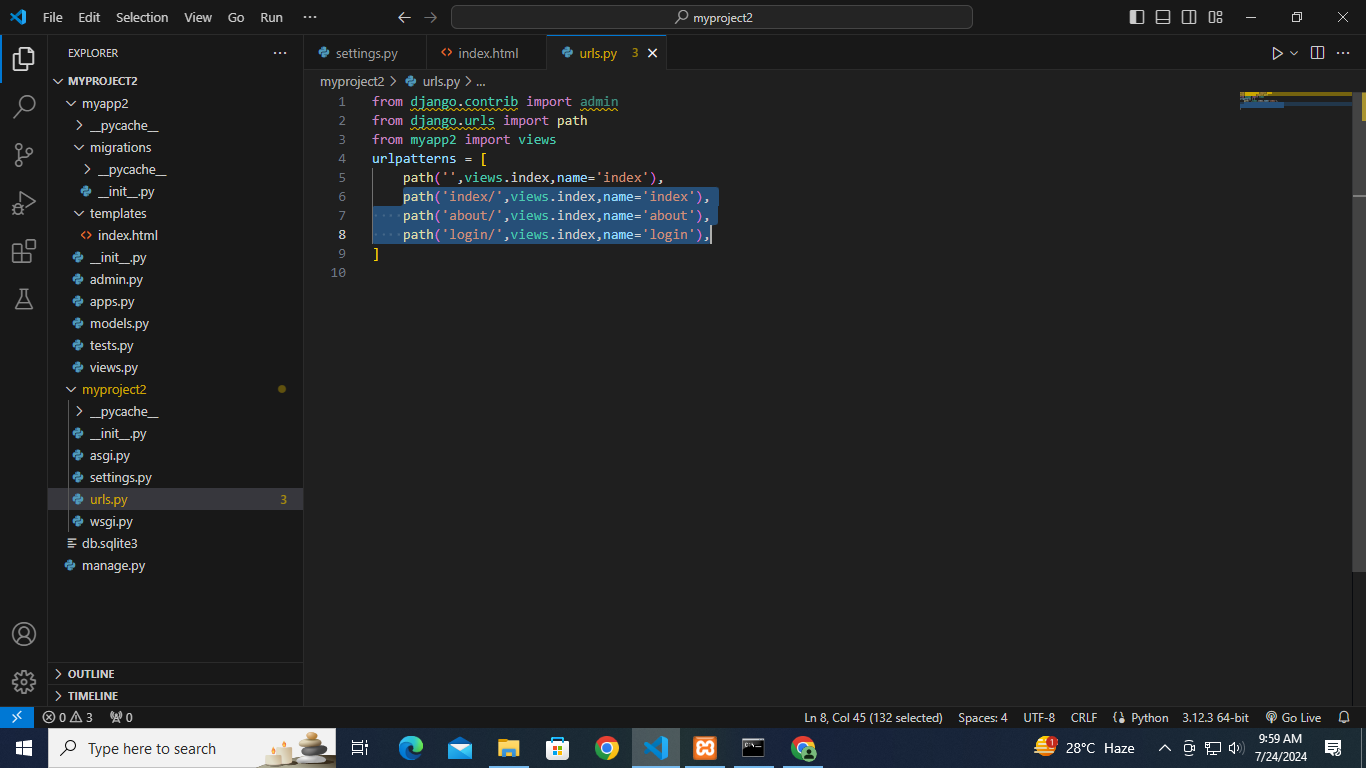 File Edit Selection View Go Run ··· myproject2
EXPLORER ···
MYPROJECT2
myapp2
__pycache__
migrations
__pycache__
__init__.py
templates
index.html
__init__.py
admin.py
apps.py
models.py
tests.py
views.py
myproject2
__pycache__
__init__.py
asgi.py
settings.py
urls.py 3
wsgi.py
db.sqlite3
manage.py
OUTLINE
TIMELINE
settings.py index.html urls.py 3
myproject2 > urls.py > ...
1 from django.contrib import admin
2 from django.urls import path
3 from myapp2 import views
4 urlpatterns = [
5 path('',views.index,name='index'),
6 path('index/',views.index,name='index'),
7 path('about/',views.index,name='about'),
8 path('login/',views.index,name='login'),
9 ]
10
0 3 0 Ln 8, Col 45 (132 selected) Spaces: 4 UTF-8 CRLF Python 3.12.3 64-bit Go Live
Type here to search 1 28°C Haze 9:59 AM
7/24/2024